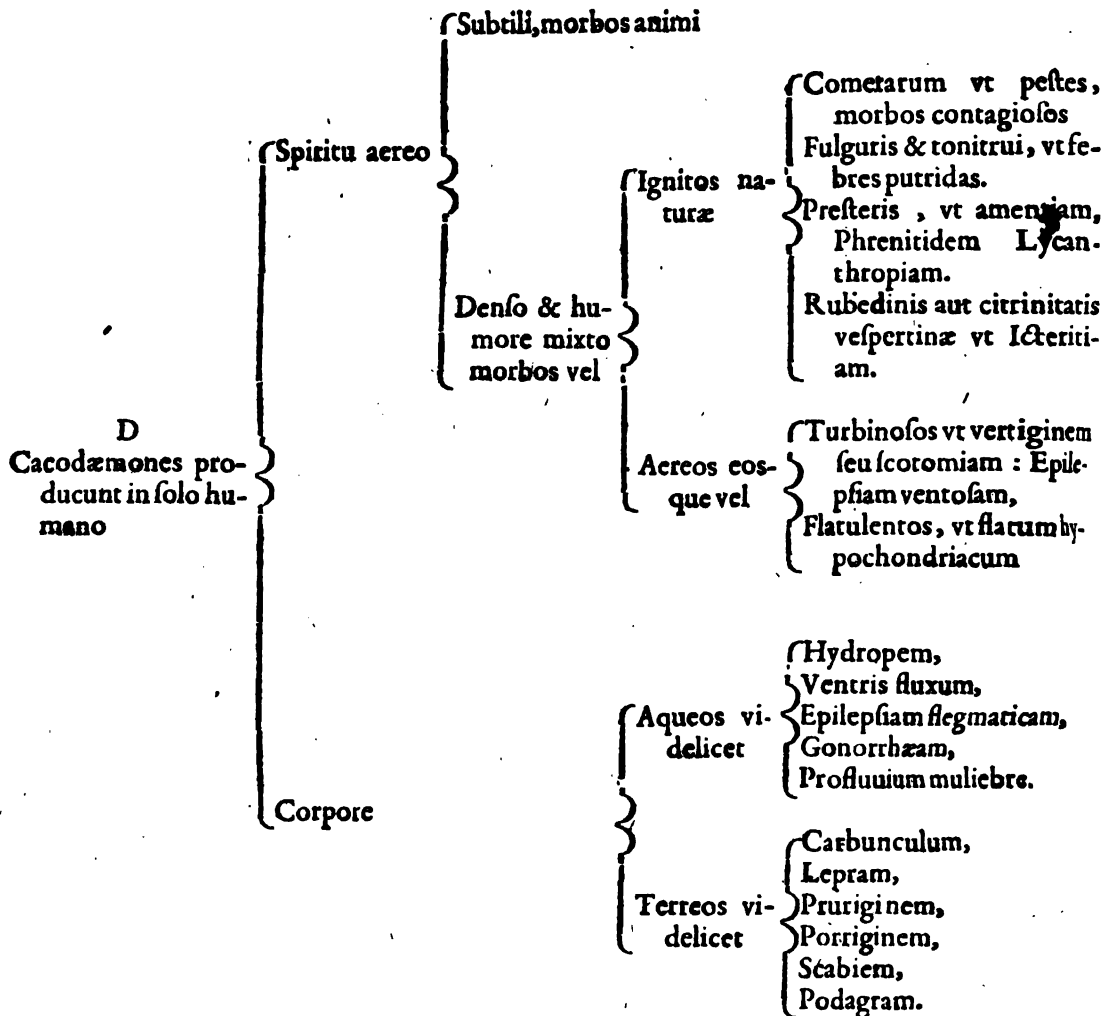 Subtili, morbos animi
Cometarum vt peſtes,
morbos contagioſos
Spiritu aereo
Fulguris & tonitrui, vt fe-
bres putridas.
Ignitos na-
turæ
Preſteris , vt amentiam,
Phrenitidem Lycan-
thropiam.
Denſo & hu-
more mixto
morbos vel
Rubedinis aut citrinitatis
veſpertinæ vt Icteriti-
am.
D
Cacodæmones pro-
ducunt in ſolo hu-
mano
Aereos eos-
que vel
Turbinoſos vt vertiginem
ſeu ſcotomiam : Epile-
pſiam ventoſam,
Flatulentos, vt flatum hy-
pochondriacum
Corpore
Aqueos vi-
delicet
Hydropem,
Ventris fluxum,
Epilepſiam flegmaticam,
Gonorrhæam,
Profluuium muliebre.
Terreos vi-
delicet
Carbunculum,
Lepram,
Pruriginem,
Porriginem,
Scabiem,
Podagram.